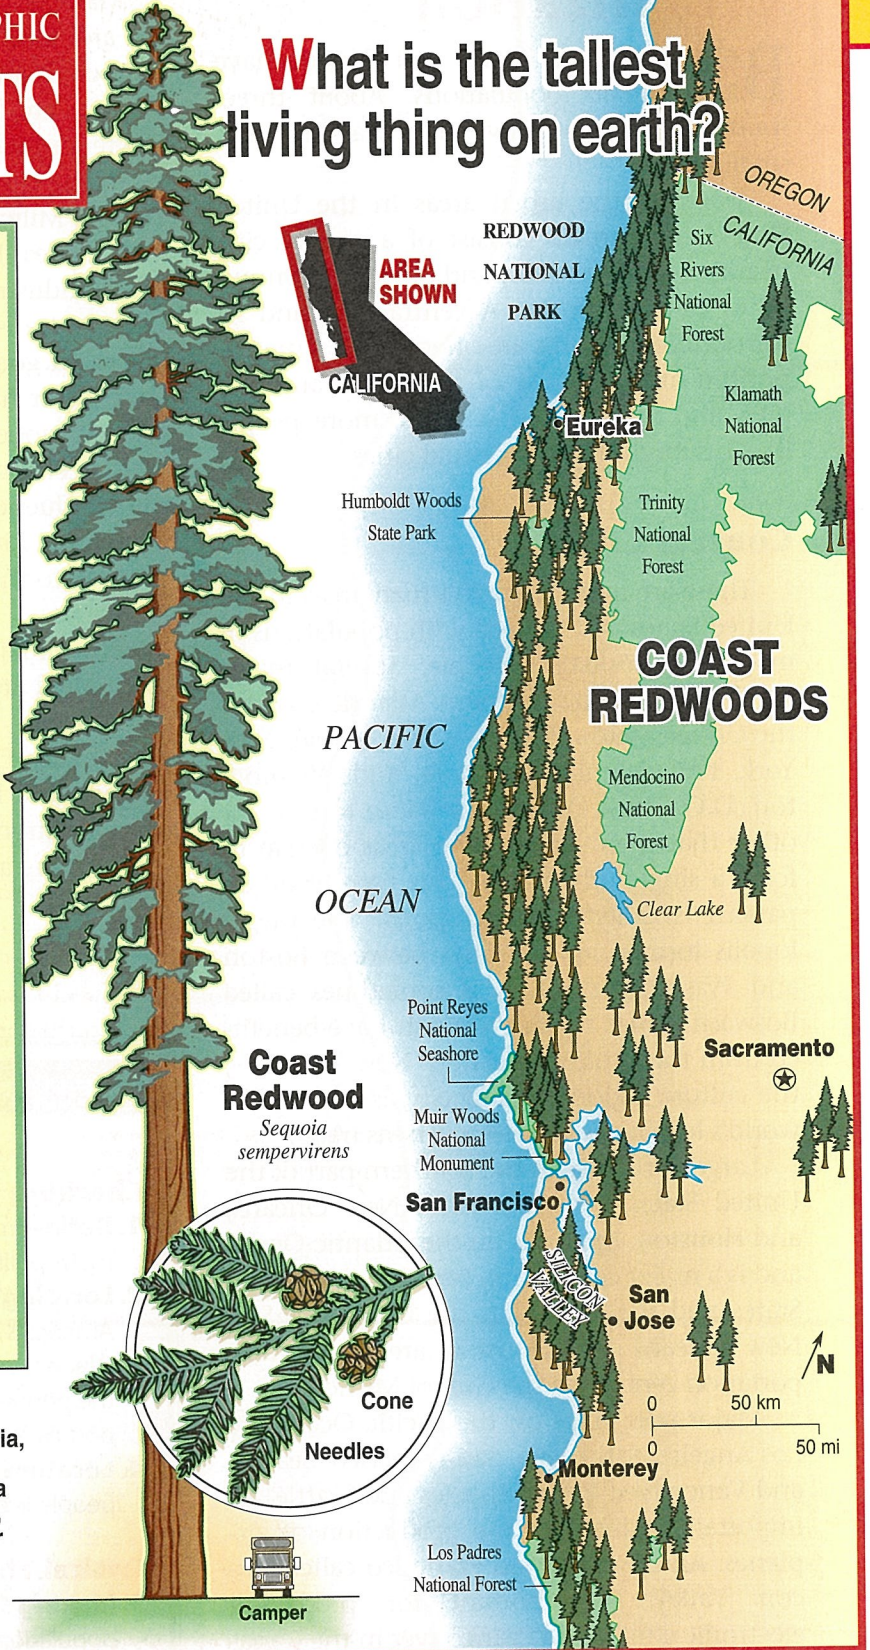 What is the tallest
living thing on earth?
OREGON
CALIFORNIA
REDWOOD
NATIONAL
PARK
Six
Rivers
National
Forest
AREA
SHOWN
CALIFORNIA
Klamath
National
Forest
Eureka
Humboldt Woods
State Park
Trinity
National
Forest
COAST
REDWOODS
PACIFIC
OCEAN
Mendocino
National
Forest
Clear Lake
Point Reyes
National
Seashore
Sacramento
Coast
Redwood
Sequoia
sempervirens
Muir Woods
National
Monument
San Francisco
SILICON
VALLEY
San
Jose
N
0 50 km
0 50 mi
Cone
Needles
Monterey
Los Padres
National Forest
Camper